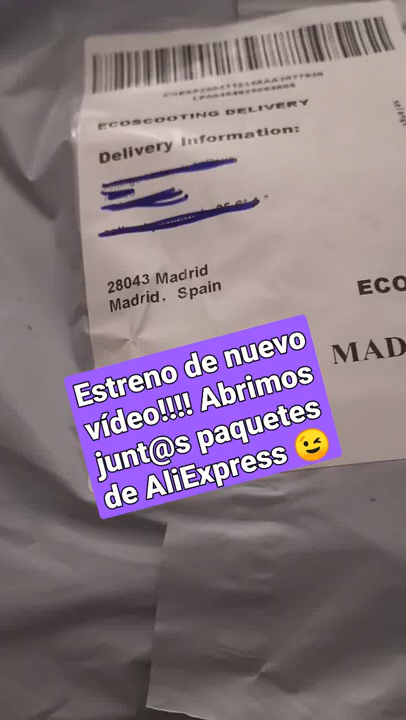 ECOSCOOTING DELIVERY
Delivery Information:
28043 Madrid
Madrid, Spain
ECO
MAD
Estreno de nuevo
vídeo!!!! Abrimos
junt@s paquetes
de AliExpress 😉